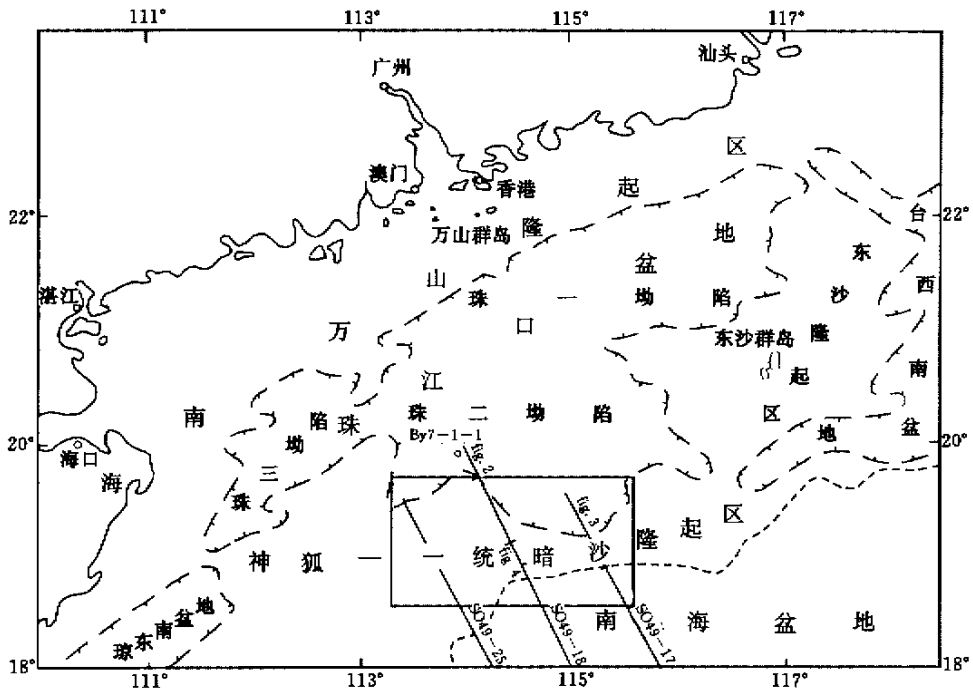 111°
113°
115°
117°
汕头
广州
澳门
香港
万山群岛
22°
22°
湛江
东沙群岛
海口
20°
20°
18°
18°
南海
万山隆起区
珠江口盆地
珠一坳陷
珠二坳陷
珠三坳陷
东沙隆起区
台西南盆地
神狐——统暗沙隆起区
琼东南盆地
南海盆地
By7-1-1
fig. 2
fig. 4
fig. 3
SO49-25
SO49-18
SO49-17
111°
113°
115°
117°